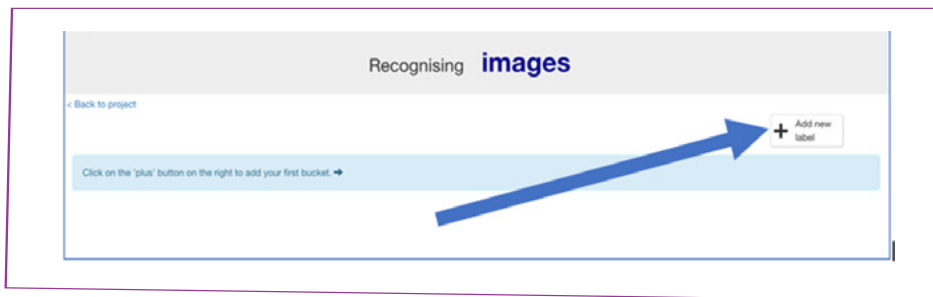 Recognising images
< Back to project
+ Add new
label
Click on the 'plus' button on the right to add your first bucket. ➡